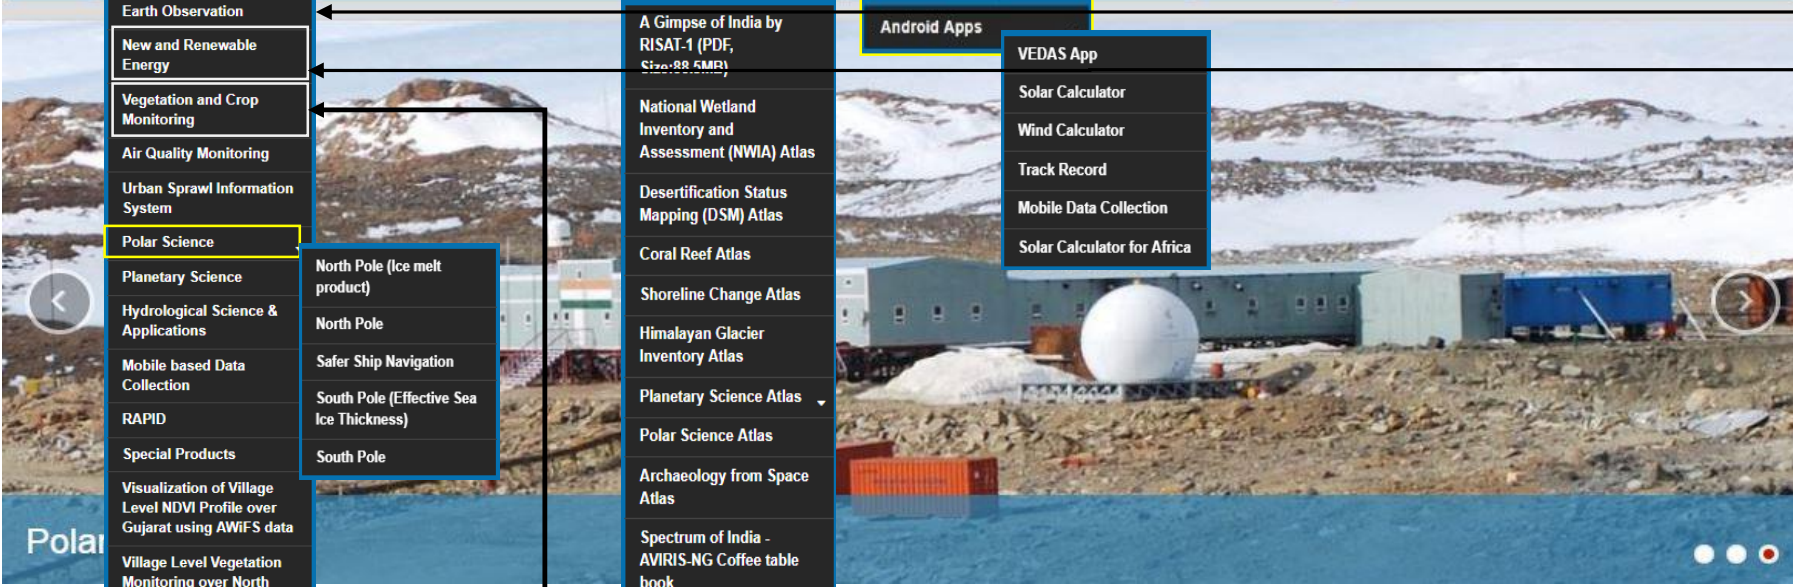 Earth Observation
New and Renewable
Energy
Vegetation and Crop
Monitoring
Air Quality Monitoring
Urban Sprawl Information
System
Polar Science
Planetary Science
Hydrological Science &
Applications
Mobile based Data
Collection
RAPID
Special Products
Visualization of Village
Level NDVI Profile over
Gujarat using AWiFS data
Village Level Vegetation
Monitoring over North
North Pole (Ice melt
product)
North Pole
Safer Ship Navigation
South Pole (Effective Sea
Ice Thickness)
South Pole
A Gimpse of India by
RISAT-1 (PDF,
Size:88.5MB)
National Wetland
Inventory and
Assessment (NWIA) Atlas
Desertification Status
Mapping (DSM) Atlas
Coral Reef Atlas
Shoreline Change Atlas
Himalayan Glacier
Inventory Atlas
Planetary Science Atlas
Polar Science Atlas
Archaeology from Space
Atlas
Spectrum of India -
AVIRIS-NG Coffee table
book
Android Apps
VEDAS App
Solar Calculator
Wind Calculator
Track Record
Mobile Data Collection
Solar Calculator for Africa
Polar